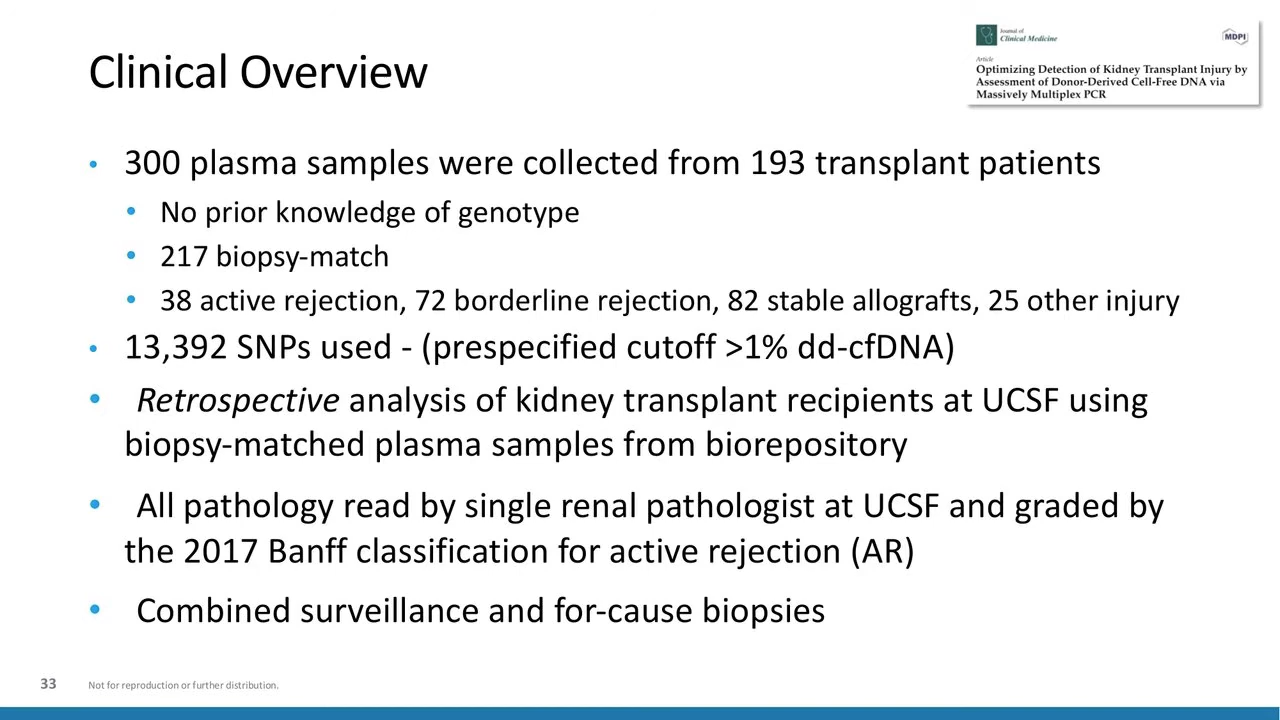 Journal of
Clinical Medicine
MDPI
Article
Optimizing Detection of Kidney Transplant Injury by
Assessment of Donor-Derived Cell-Free DNA via
Massively Multiplex PCR
Clinical Overview
• 300 plasma samples were collected from 193 transplant patients
• No prior knowledge of genotype
• 217 biopsy-match
• 38 active rejection, 72 borderline rejection, 82 stable allografts, 25 other injury
• 13,392 SNPs used - (prespecified cutoff >1% dd-cfDNA)
• Retrospective analysis of kidney transplant recipients at UCSF using
biopsy-matched plasma samples from biorepository
• All pathology read by single renal pathologist at UCSF and graded by
the 2017 Banff classification for active rejection (AR)
• Combined surveillance and for-cause biopsies
33 Not for reproduction or further distribution.